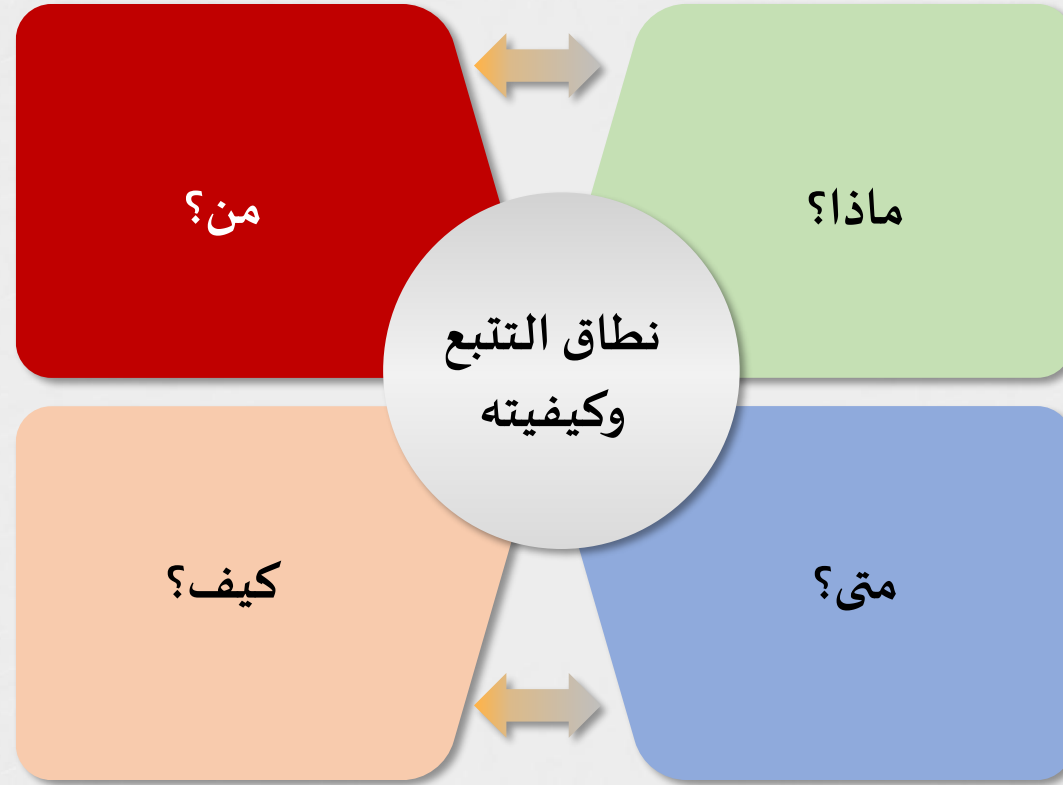 ماذا؟
من؟
نطاق التتبع
وكيفيته
متى؟
كيف؟